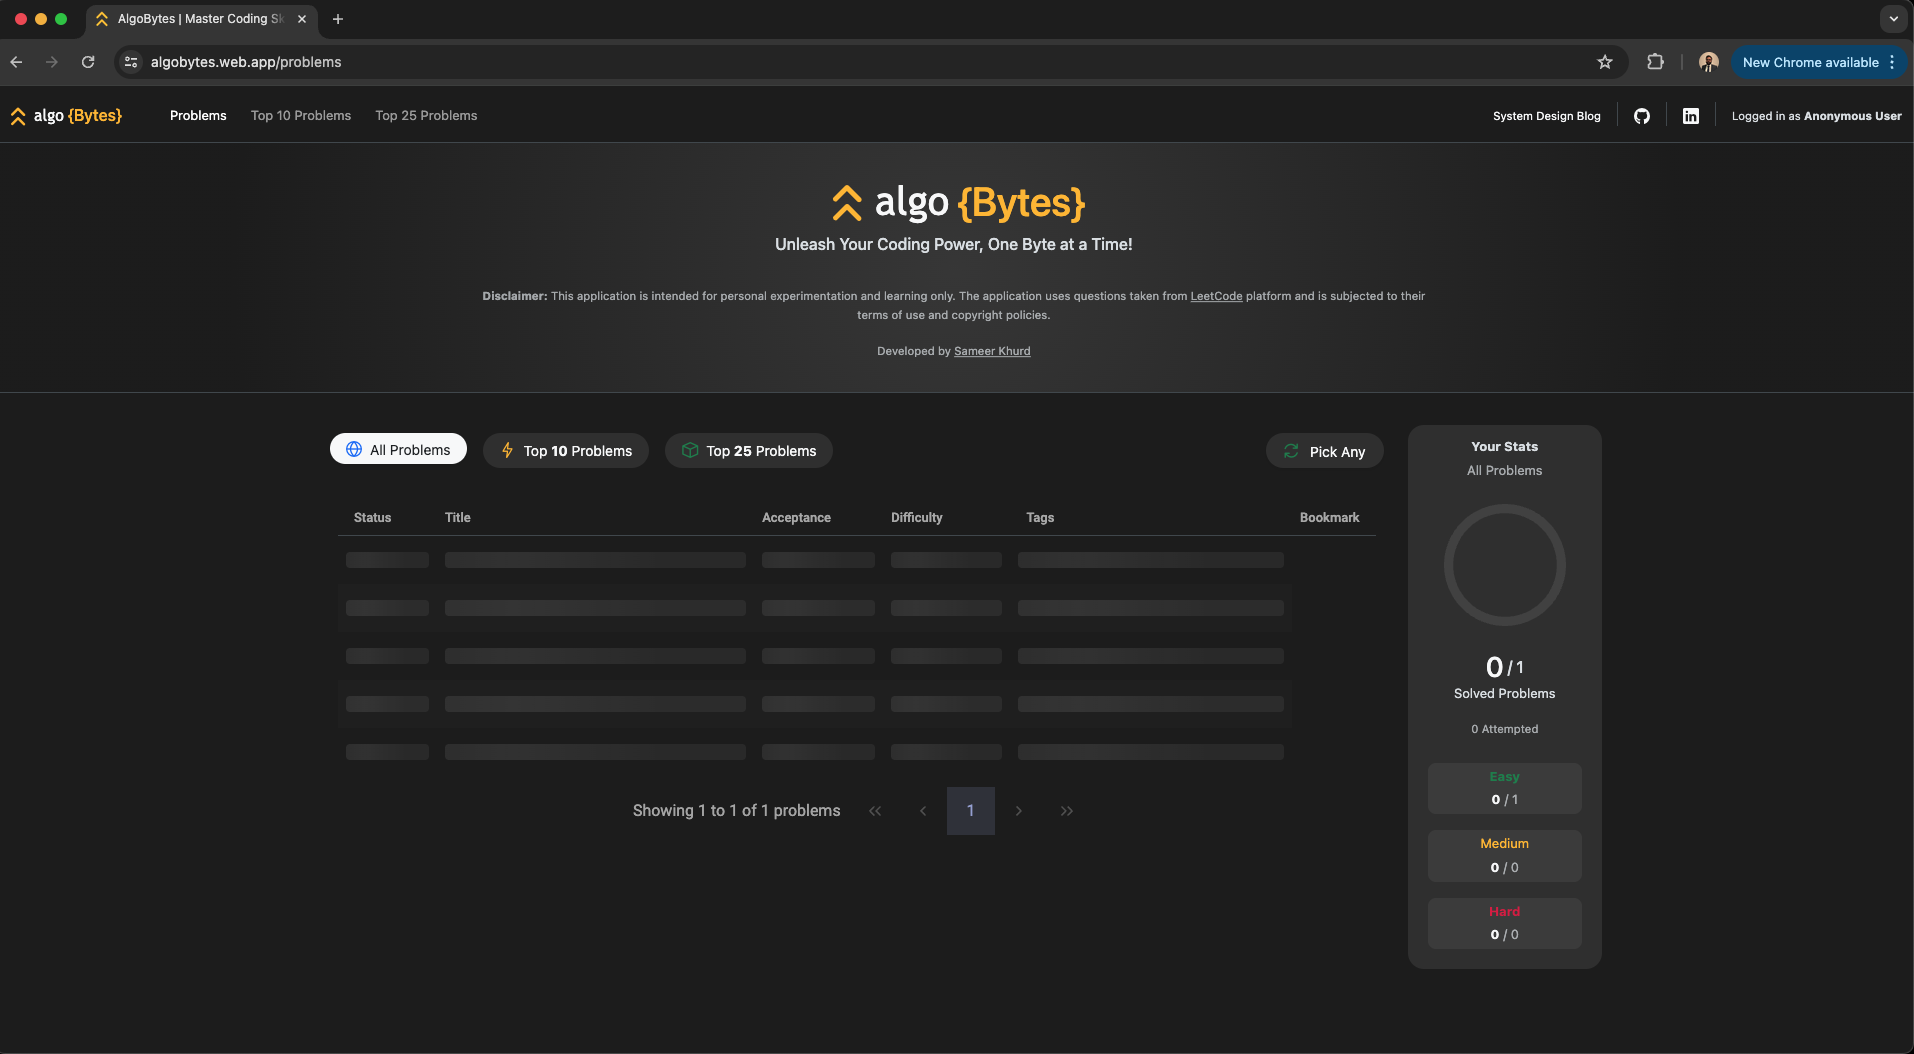 AlgoBytes | Master Coding Sk
algobytes.web.app/problems
New Chrome available
algo {Bytes}
Problems
Top 10 Problems
Top 25 Problems
System Design Blog
Logged in as Anonymous User
algo {Bytes}
Unleash Your Coding Power, One Byte at a Time!
Disclaimer: This application is intended for personal experimentation and learning only. The application uses questions taken from LeetCode platform and is subjected to their
terms of use and copyright policies.
Developed by Sameer Khurd
All Problems
Top 10 Problems
Top 25 Problems
Pick Any
Status Title Acceptance Difficulty Tags Bookmark
Showing 1 to 1 of 1 problems
1
Your Stats
All Problems
0 / 1
Solved Problems
0 Attempted
Easy
0 / 1
Medium
0 / 0
Hard
0 / 0